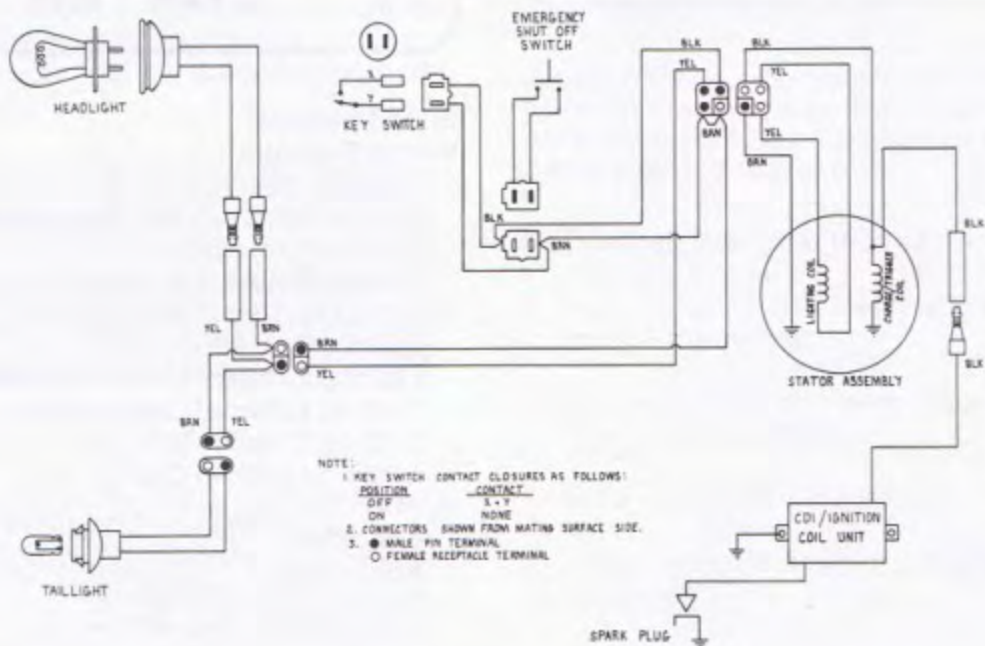 EMERGENCY
SHUT OFF
SWITCH
HEADLIGHT
KEY SWITCH
BLK
YEL
BLK
YEL
BRN
YEL
BRN
BLK
BRN
BLK
BLK
LIGHTING COIL
CHARGE/TRIGGER
COIL
STATOR ASSEMBLY
YEL
BRN
BRN
YEL
BRN
YEL
TAILLIGHT
NOTE:
1. KEY SWITCH CONTACT CLOSURES AS FOLLOWS:
POSITION CONTACT
OFF X + Y
ON NONE
2. CONNECTORS SHOWN FROM MATING SURFACE SIDE.
3. ● MALE PIN TERMINAL
○ FEMALE RECEPTACLE TERMINAL
CDI/IGNITION
COIL UNIT
SPARK PLUG